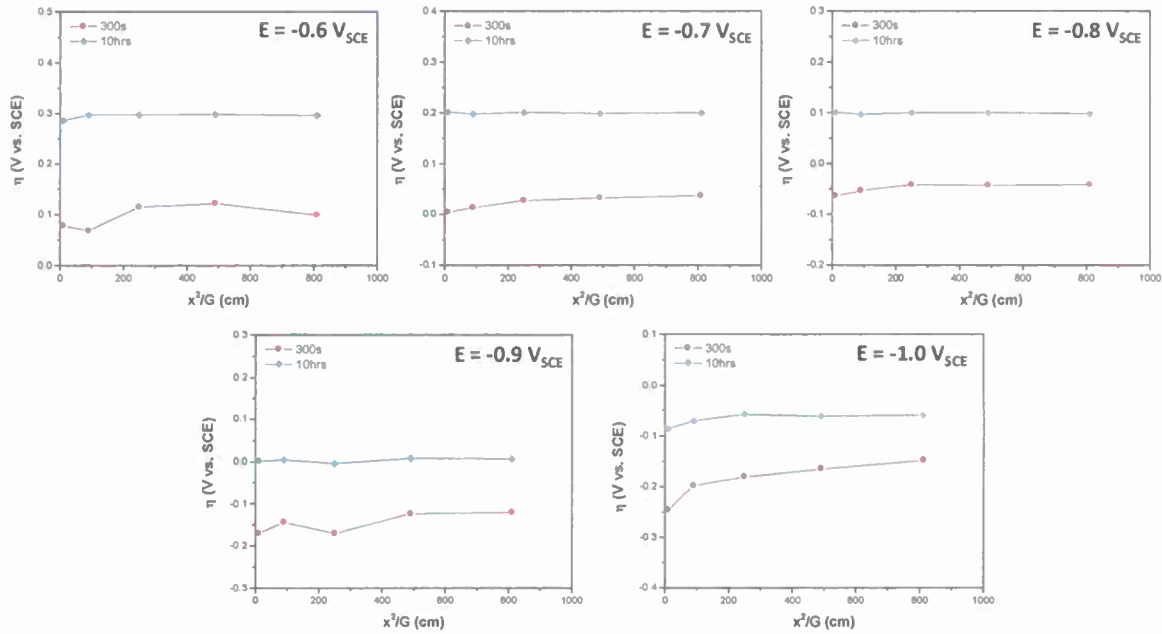 300s
10hrs
E = -0.6 V_SCE
0.5
0.4
0.3
0.2
0.1
0.0
η (V vs. SCE)
0 200 400 600 800 1000
x²/G (cm)
300s
10hrs
E = -0.7 V_SCE
0.4
0.3
0.2
0.1
0.0
-0.1
η (V vs. SCE)
0 200 400 600 800 1000
x²/G (cm)
300s
10hrs
E = -0.8 V_SCE
0.3
0.2
0.1
0.0
-0.1
-0.2
η (V vs. SCE)
0 200 400 600 800 1000
x²/G (cm)
300s
10hrs
E = -0.9 V_SCE
0.3
0.2
0.1
0.0
-0.1
-0.2
-0.3
η (V vs. SCE)
0 200 400 600 800 1000
x²/G (cm)
300s
10hrs
E = -1.0 V_SCE
0.1
0.0
-0.1
-0.2
-0.3
-0.4
η (V vs. SCE)
0 200 400 600 800 1000
x²/G (cm)